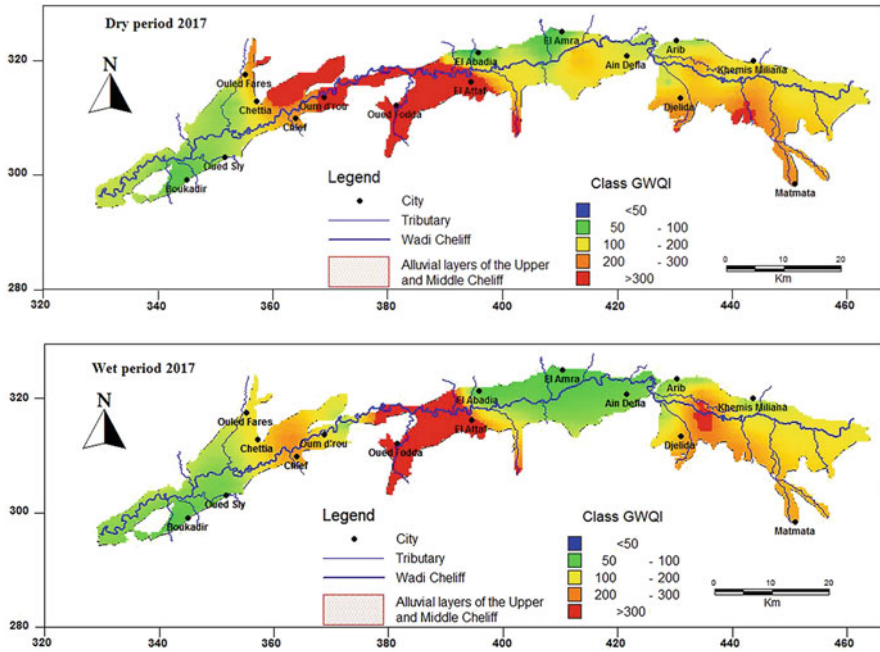 Dry period 2017
N
320
300
280
Ouled Fares
Chettia
Oum d'rou
Chlef
Oued Sly
Boukadir
El Abadia
El Attaf
Oued Fodda
El Amra
Ain Defla
Arib
Khemis Miliana
Djelida
Matmata
Legend
City
Tributary
Wadi Cheliff
Alluvial layers of the Upper
and Middle Cheliff
Class GWQI
<50
50 - 100
100 - 200
200 - 300
>300
0 10 20
Km
320 340 360 380 400 420 440 460
Wet period 2017
N
320
300
280
Ouled Fares
Chettia
Oum d'rou
Chlef
Oued Sly
Boukadir
El Abadia
El Attaf
Oued Fodda
El Amra
Ain Defla
Arib
Khemis Miliana
Djelida
Matmata
Legend
City
Tributary
Wadi Cheliff
Alluvial layers of the Upper
and Middle Cheliff
Class GWQI
<50
50 - 100
100 - 200
200 - 300
>300
0 10 20
Km
320 340 360 380 400 420 440 460